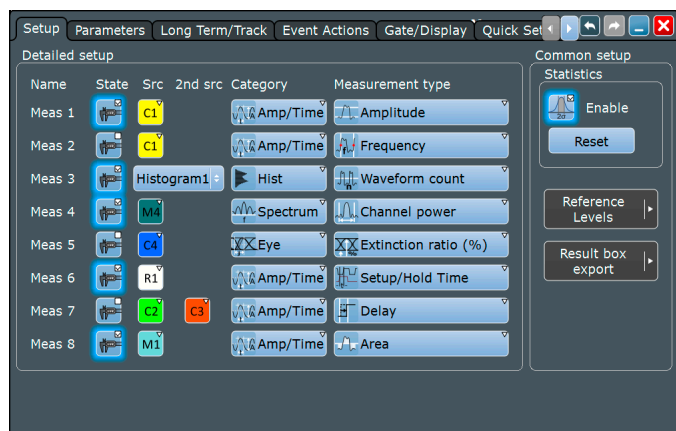 Setup Parameters Long Term/Track Event Actions Gate/Display Quick Set
Detailed setup
Name State Src 2nd src Category Measurement type
Meas 1 C1 Amp/Time Amplitude
Meas 2 C1 Amp/Time Frequency
Meas 3 Histogram1 Hist Waveform count
Meas 4 M4 Spectrum Channel power
Meas 5 C4 Eye Extinction ratio (%)
Meas 6 R1 Amp/Time Setup/Hold Time
Meas 7 C2 C3 Amp/Time Delay
Meas 8 M1 Amp/Time Area
Common setup
Statistics
2σ Enable
Reset
Reference
Levels
Result box
export